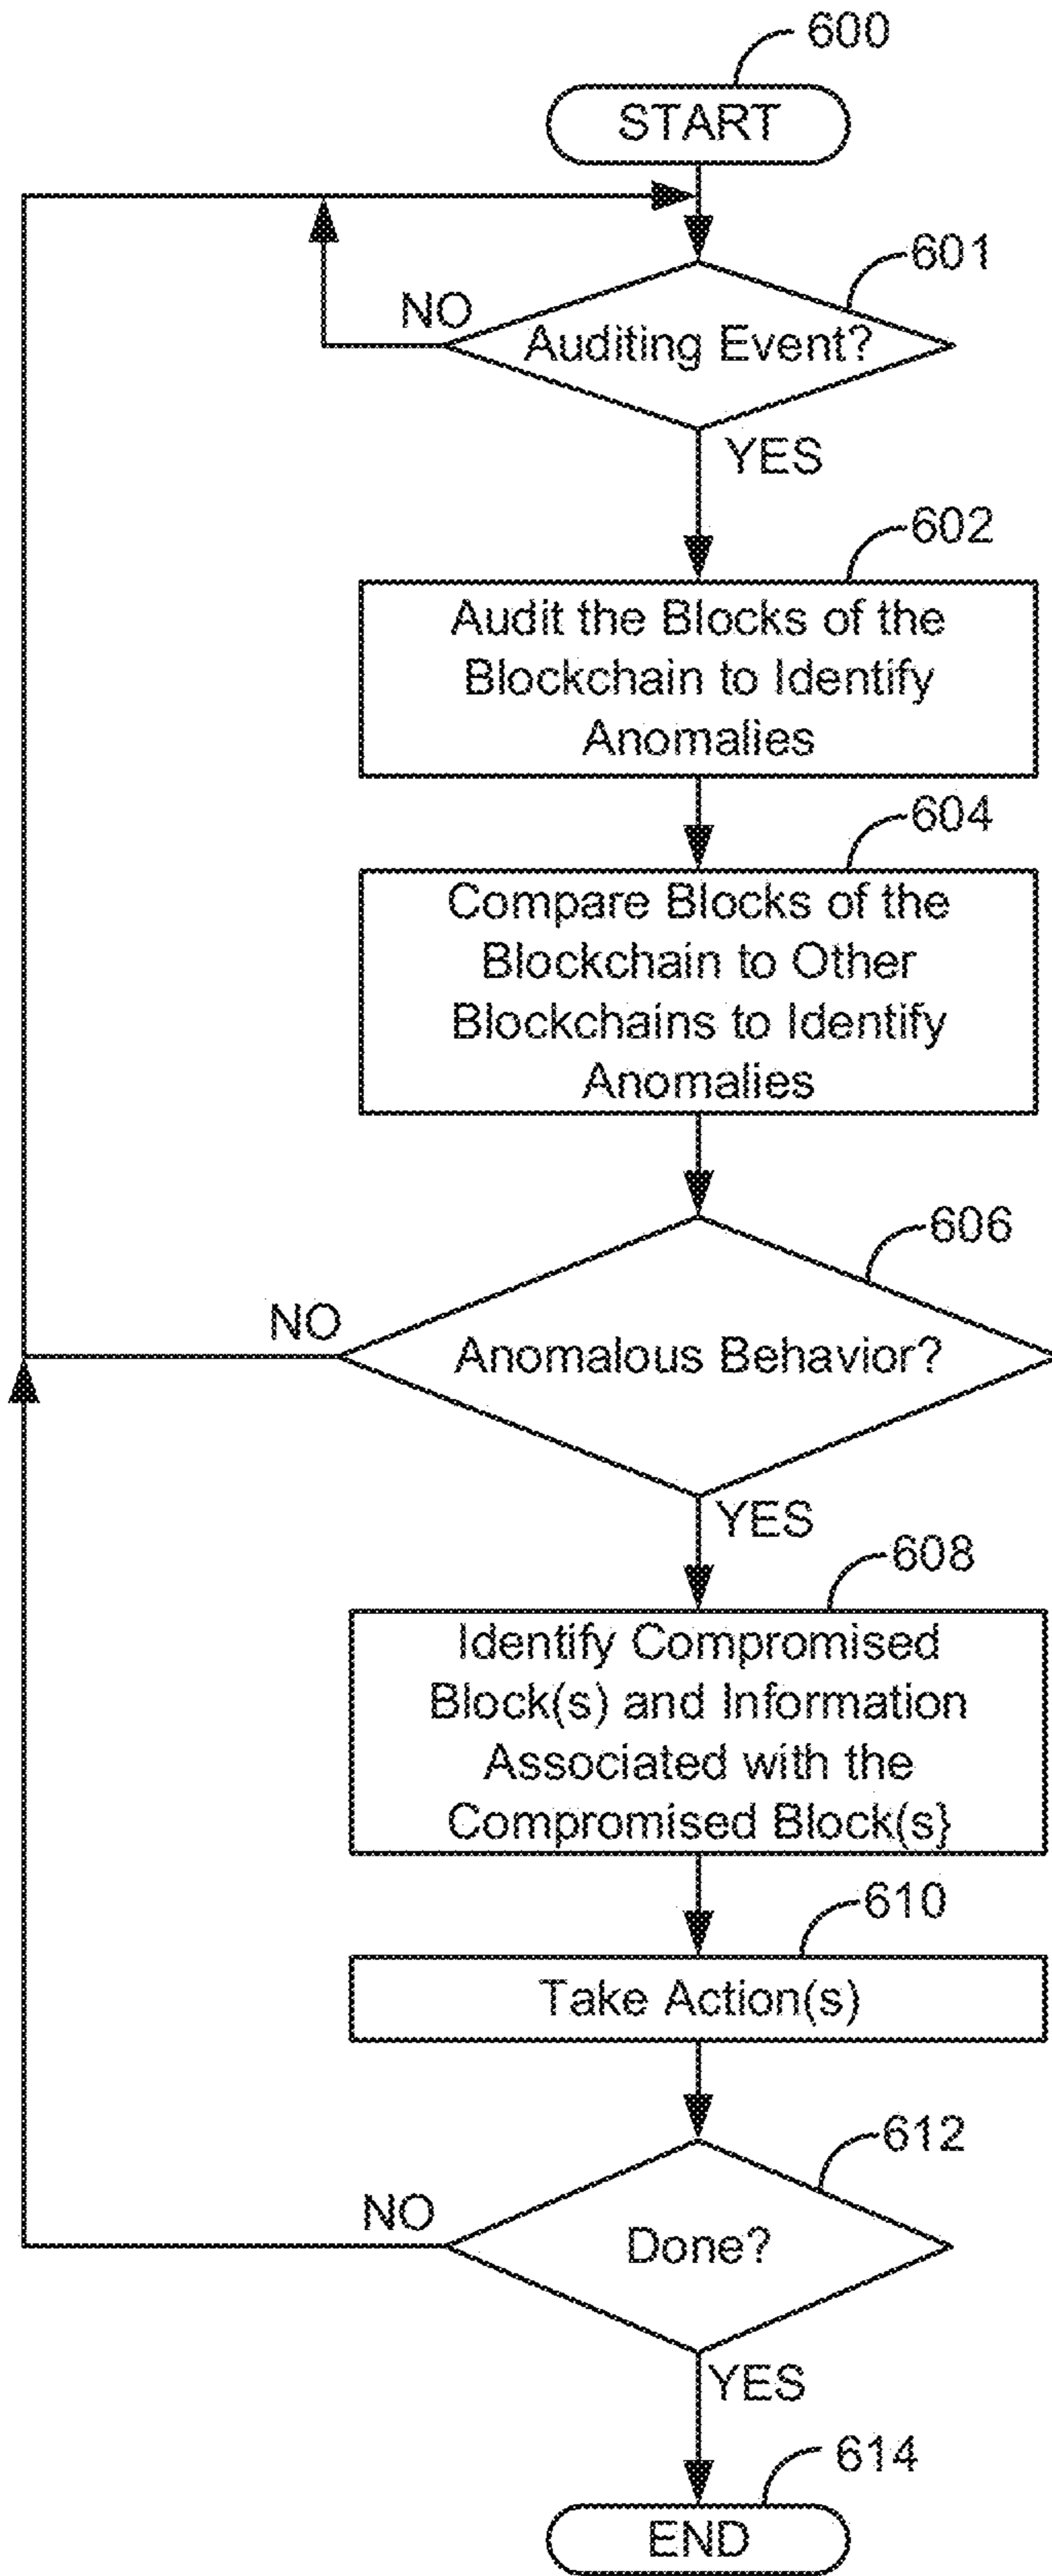 600
START
601
NO
Auditing Event?
YES
602
Audit the Blocks of the
Blockchain to Identify
Anomalies
604
Compare Blocks of the
Blockchain to Other
Blockchains to Identify
Anomalies
606
NO
Anomalous Behavior?
YES
608
Identify Compromised
Block(s) and Information
Associated with the
Compromised Block(s}
610
Take Action(s)
612
NO
Done?
YES
614
END